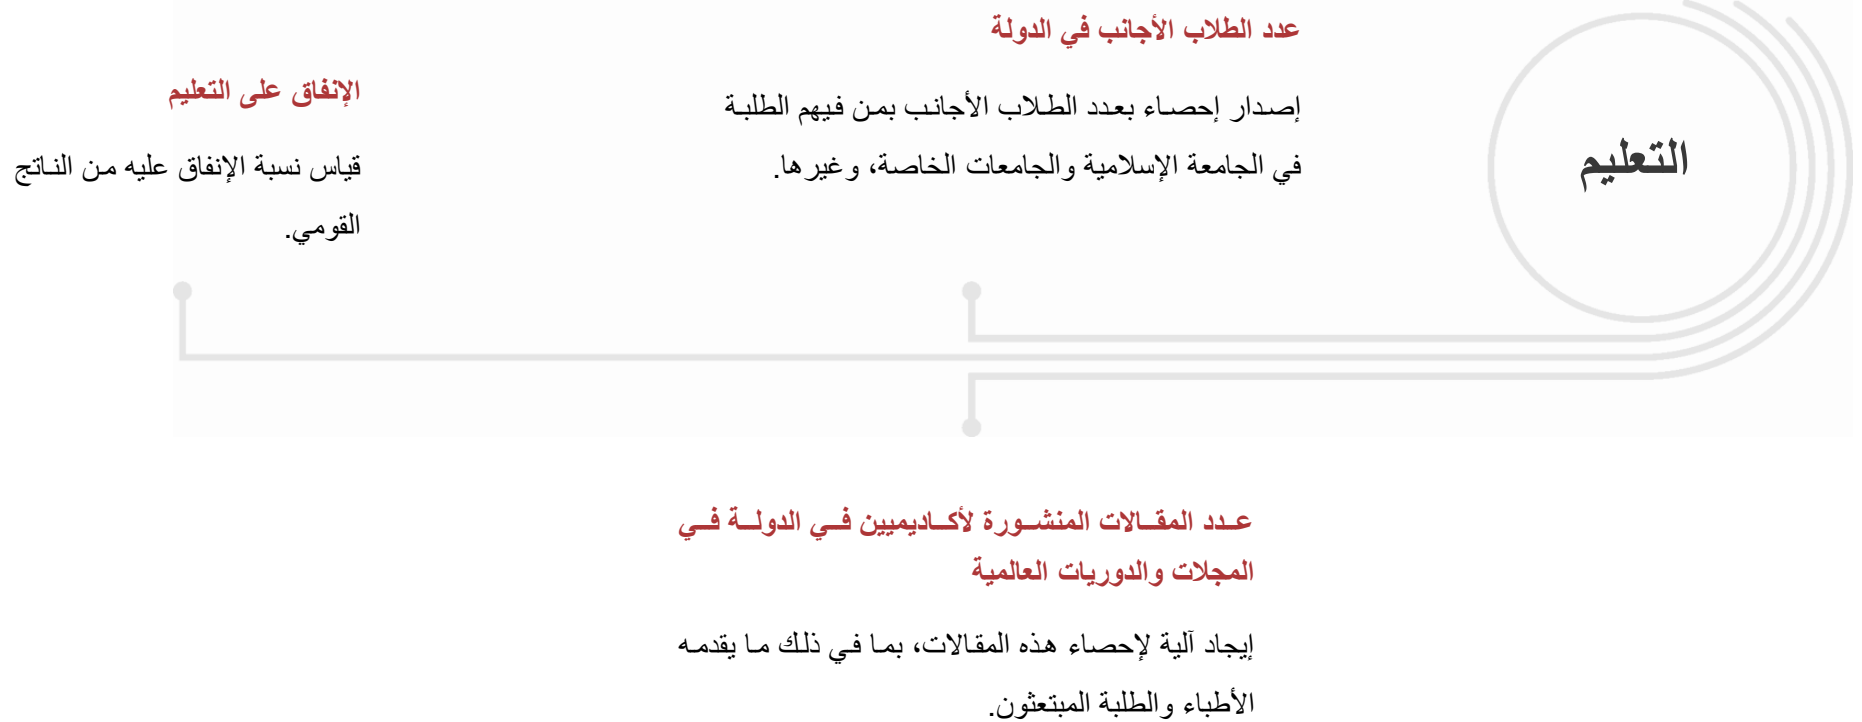 التعليم
عدد الطلاب الأجانب في الدولة
إصدار إحصاء بعدد الطلاب الأجانب بمن فيهم الطلبة
في الجامعة الإسلامية والجامعات الخاصة، وغيرها.
الإنفاق على التعليم
قياس نسبة الإنفاق عليه من الناتج
القومي.
عدد المقالات المنشورة لأكاديميين في الدولة في
المجلات والدوريات العالمية
إيجاد آلية لإحصاء هذه المقالات، بما في ذلك ما يقدمه
الأطباء والطلبة المبتعثون.